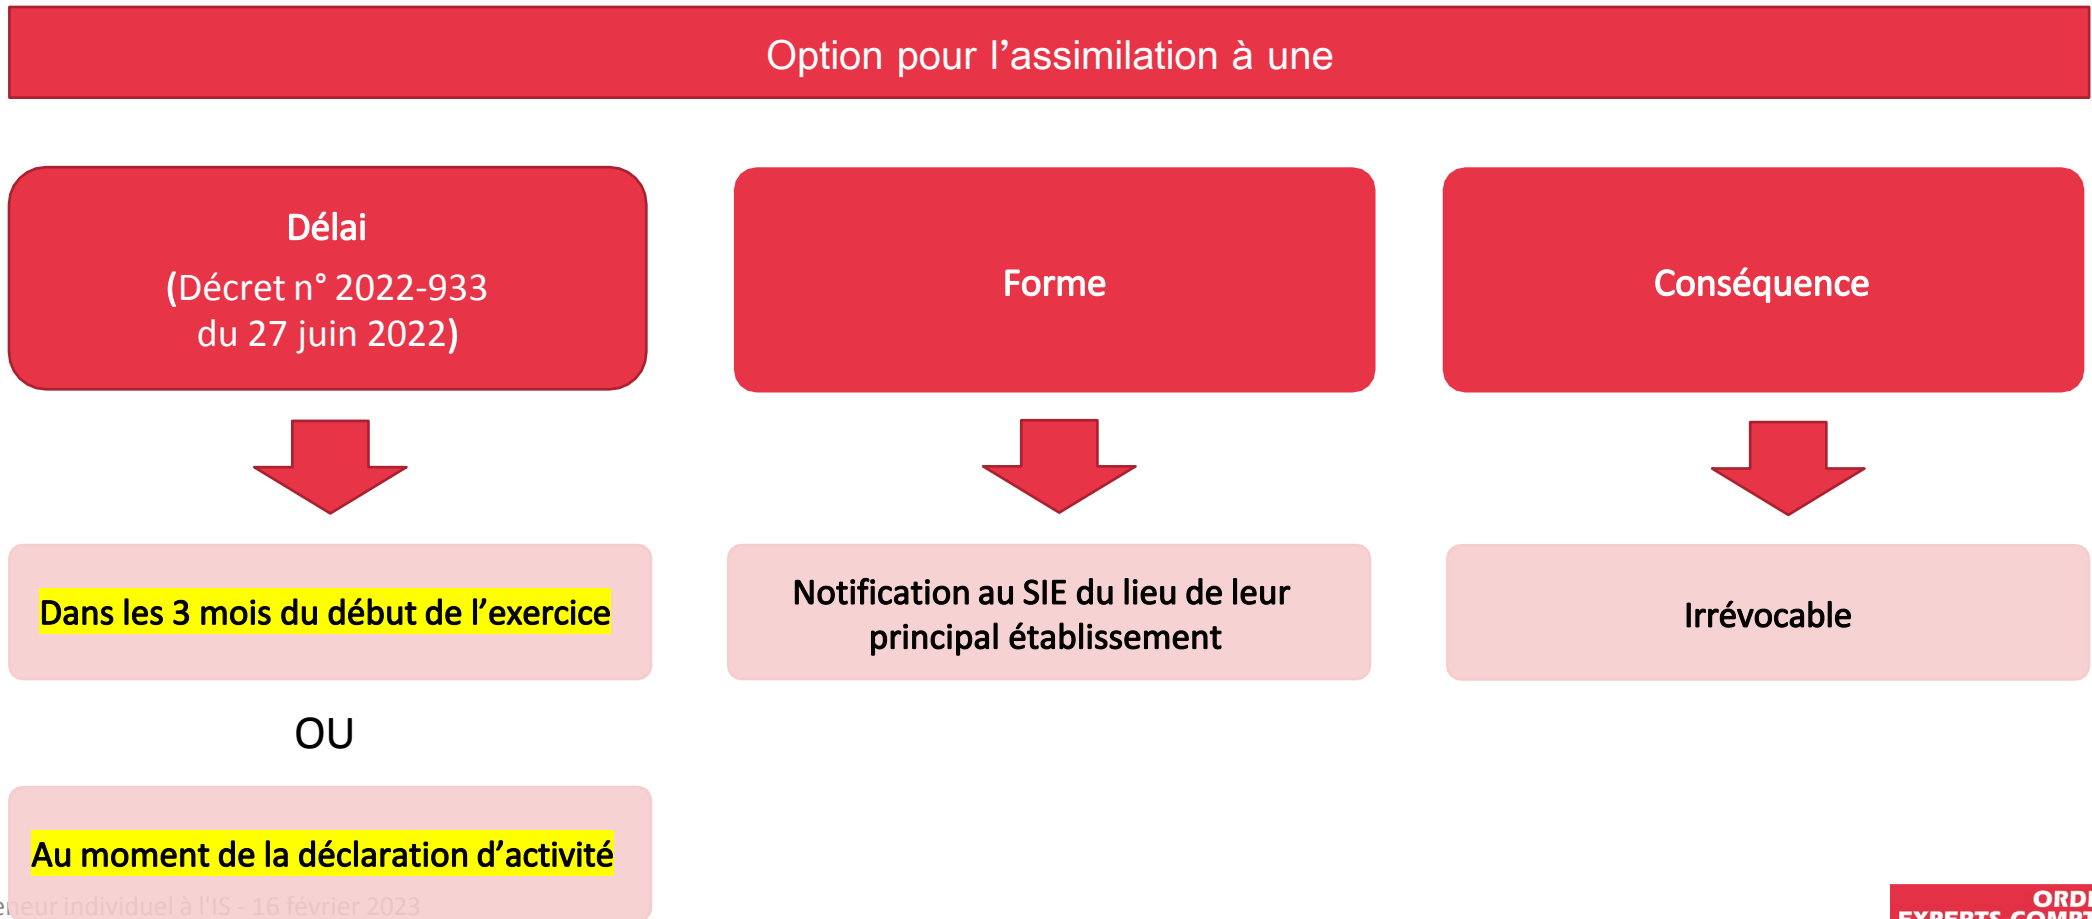 Option pour l’assimilation à une
Délai
(Décret n° 2022-933
du 27 juin 2022)
Forme
Conséquence
Dans les 3 mois du début de l’exercice
Notification au SIE du lieu de leur
principal établissement
Irrévocable
OU
Au moment de la déclaration d’activité
individuel à l'IS - 16 février 2023